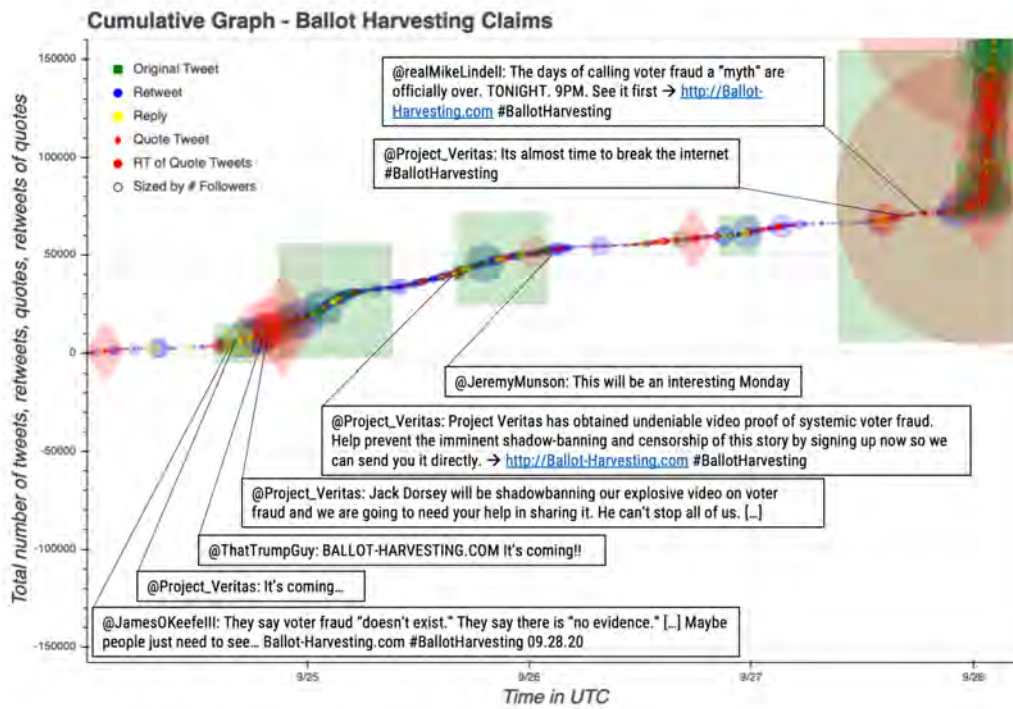 Cumulative Graph - Ballot Harvesting Claims
150000
100000
50000
0
-50000
-100000
-150000
Total number of tweets, retweets, quotes, retweets of quotes
Original Tweet
Retweet
Reply
Quote Tweet
RT of Quote Tweets
Sized by # Followers
@realMikeLindell: The days of calling voter fraud a "myth" are
officially over. TONIGHT. 9PM. See it first → http://Ballot-
Harvesting.com #BallotHarvesting
@Project_Veritas: Its almost time to break the internet
#BallotHarvesting
@JeremyMunson: This will be an interesting Monday
@Project_Veritas: Project Veritas has obtained undeniable video proof of systemic voter fraud.
Help prevent the imminent shadow-banning and censorship of this story by signing up now so we
can send you it directly. → http://Ballot-Harvesting.com #BallotHarvesting
@Project_Veritas: Jack Dorsey will be shadowbanning our explosive video on voter
fraud and we are going to need your help in sharing it. He can't stop all of us. […]
@ThatTrumpGuy: BALLOT-HARVESTING.COM It's coming!!
@Project_Veritas: It's coming…
@JamesOKeefeIII: They say voter fraud "doesn't exist." They say there is "no evidence." […] Maybe
people just need to see… Ballot-Harvesting.com #BallotHarvesting 09.28.20
9/25
9/26
9/27
9/28
Time in UTC